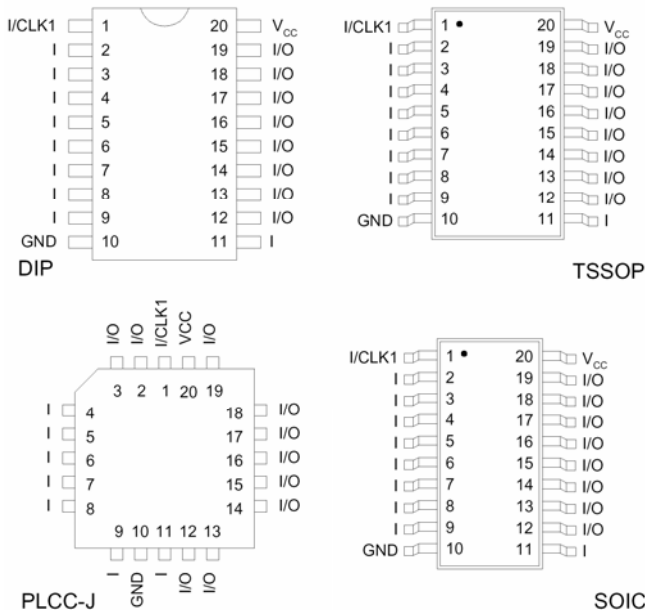 I/CLK1 1 20 VCC
I 2 19 I/O
I 3 18 I/O
I 4 17 I/O
I 5 16 I/O
I 6 15 I/O
I 7 14 I/O
I 8 13 I/O
I 9 12 I/O
GND 10 11 I
DIP
I/CLK1 1 20 VCC
I 2 19 I/O
I 3 18 I/O
I 4 17 I/O
I 5 16 I/O
I 6 15 I/O
I 7 14 I/O
I 8 13 I/O
I 9 12 I/O
GND 10 11 I
TSSOP
I/O I/O I/CLK1 VCC I/O
3 2 1 20 19
I 4 18 I/O
I 5 17 I/O
I 6 16 I/O
I 7 15 I/O
I 8 14 I/O
9 10 11 12 13
I GND I I/O I/O
PLCC-J
I/CLK1 1 20 VCC
I 2 19 I/O
I 3 18 I/O
I 4 17 I/O
I 5 16 I/O
I 6 15 I/O
I 7 14 I/O
I 8 13 I/O
I 9 12 I/O
GND 10 11 I
SOIC